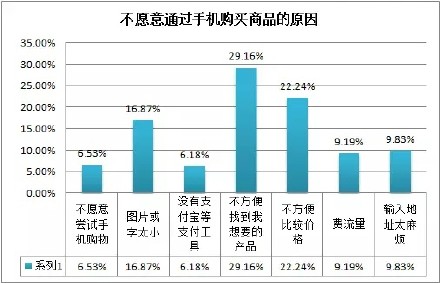 不愿意通过手机购买商品的原因
35.00%
30.00%
25.00%
20.00%
15.00%
10.00%
5.00%
0.00%
6.53%
16.87%
6.18%
29.16%
22.24%
9.19%
9.83%
不愿意
尝试手
机购物
图片或
字太小
没有支
付宝等
支付工
具
不方便
找到我
想要的
产品
不方便
比较价
格
费流量
输入地
址太麻
烦
系列1 6.53% 16.87% 6.18% 29.16% 22.24% 9.19% 9.83%